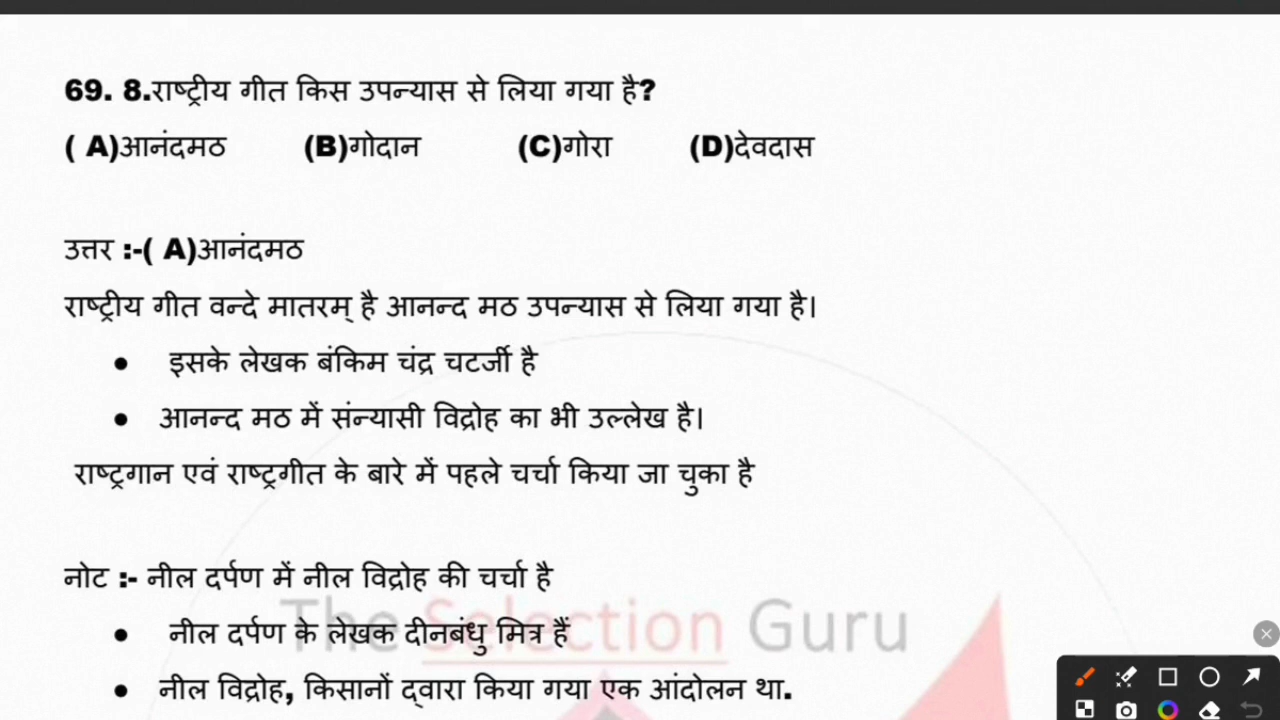 69. 8.राष्ट्रीय गीत किस उपन्यास से लिया गया है?
( A)आनंदमठ (B)गोदान (C)गोरा (D)देवदास
उत्तर :-( A)आनंदमठ
राष्ट्रीय गीत वन्दे मातरम् है आनन्द मठ उपन्यास से लिया गया है।
● इसके लेखक बंकिम चंद्र चटर्जी है
● आनन्द मठ में संन्यासी विद्रोह का भी उल्लेख है।
राष्ट्रगान एवं राष्ट्रगीत के बारे में पहले चर्चा किया जा चुका है
नोट :- नील दर्पण में नील विद्रोह की चर्चा है
The Selection Guru
● नील दर्पण के लेखक दीनबंधु मित्र हैं
● नील विद्रोह, किसानों द्वारा किया गया एक आंदोलन था.